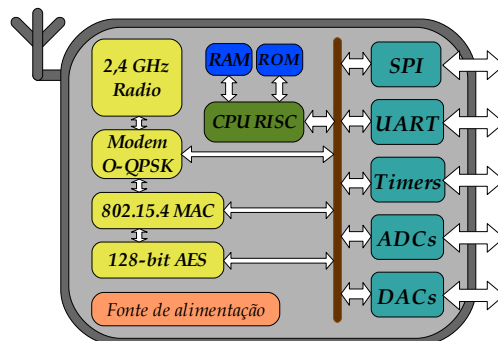 2,4 GHz
Radio
RAM
ROM
CPU RISC
Modem
O-QPSK
802.15.4 MAC
128-bit AES
Fonte de alimentação
SPI
UART
Timers
ADCs
DACs